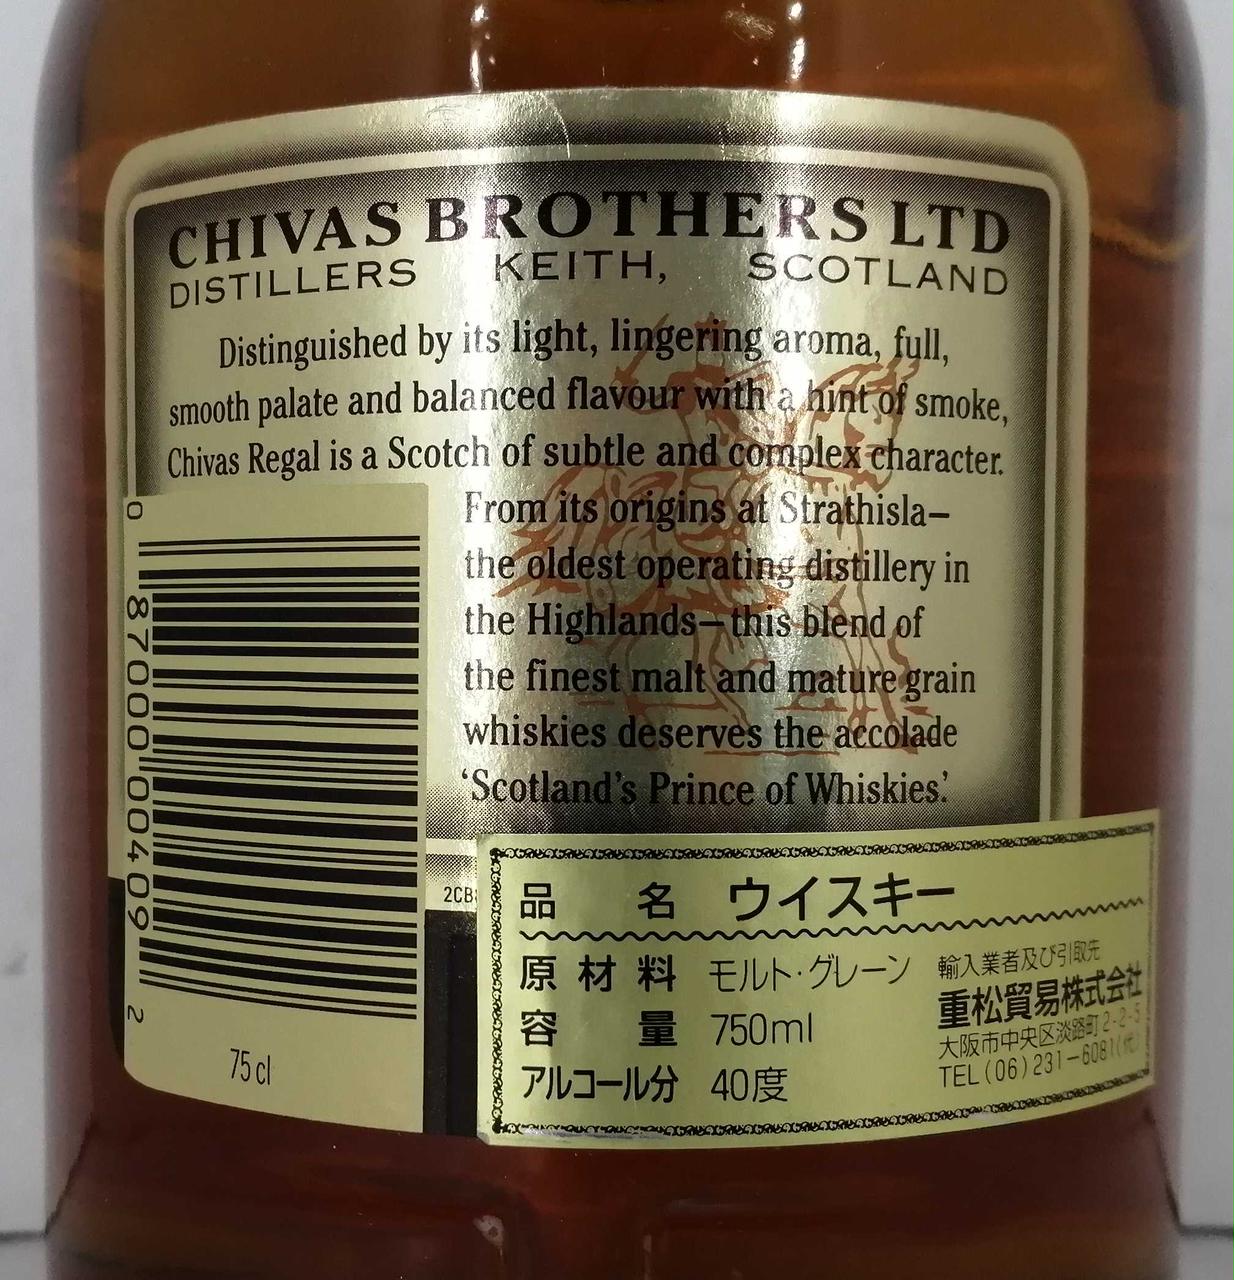 CHIVAS BROTHERS LTD
DISTILLERS KEITH, SCOTLAND
Distinguished by its light, lingering aroma, full,
smooth palate and balanced flavour with a hint of smoke,
Chivas Regal is a Scotch of subtle and complex character.
From its origins at Strathisla–
the oldest operating distillery in
the Highlands–this blend of
the finest malt and mature grain
whiskies deserves the accolade
‘Scotland’s Prince of Whiskies.’
0 87000 00409 2
75 cl
品名 ウイスキー
原材料 モルト・グレーン
容量 750ml
アルコール分 40度
輸入業者及び引取先
重松貿易株式会社
大阪市中央区淡路町2-2-5
TEL(06)231-6081(代)